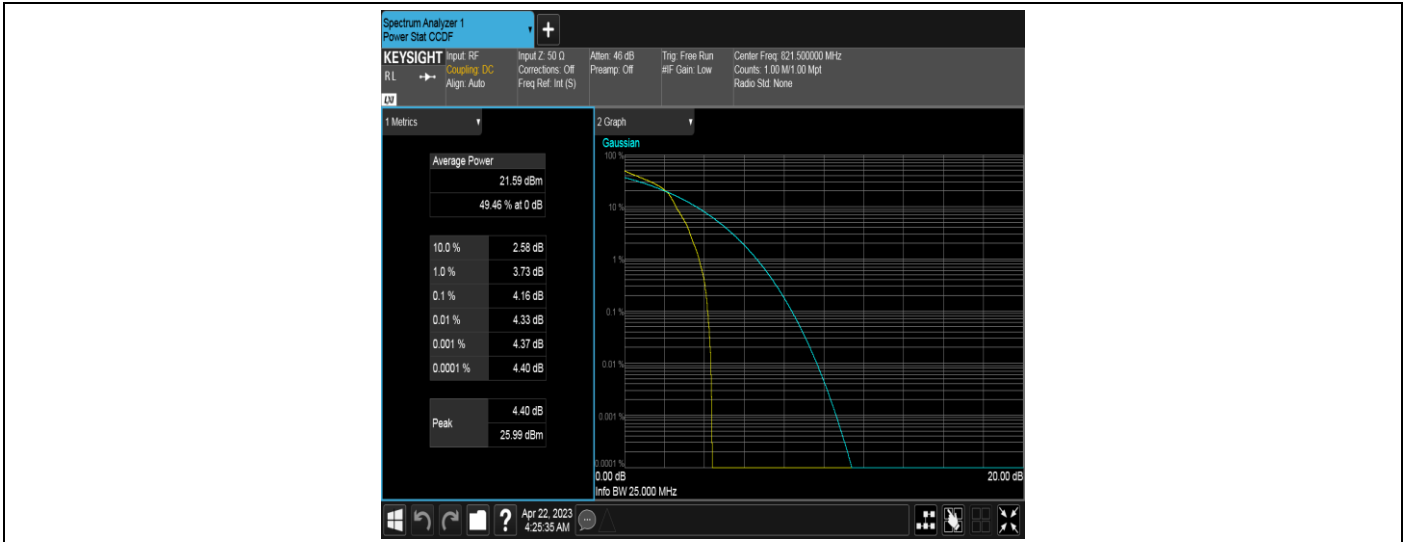 Spectrum Analyzer 1
Power Stat CCDF
+
KEYSIGHT
RL
LXI
Input: RF
Coupling: DC
Align: Auto
Input Z: 50 Ω
Corrections: Off
Freq Ref: Int (S)
Atten: 46 dB
Preamp: Off
Trig: Free Run
#IF Gain: Low
Center Freq: 821.500000 MHz
Counts: 1.00 M/1.00 Mpt
Radio Std: None
1 Metrics
Average Power
21.59 dBm
49.46 % at 0 dB
10.0 % 2.58 dB
1.0 % 3.73 dB
0.1 % 4.16 dB
0.01 % 4.33 dB
0.001 % 4.37 dB
0.0001 % 4.40 dB
Peak
4.40 dB
25.99 dBm
2 Graph
Gaussian
100 %
10 %
1 %
0.1 %
0.01 %
0.001 %
0.0001 %
0.00 dB
20.00 dB
Info BW 25.000 MHz
?
Apr 22, 2023
4:25:35 AM